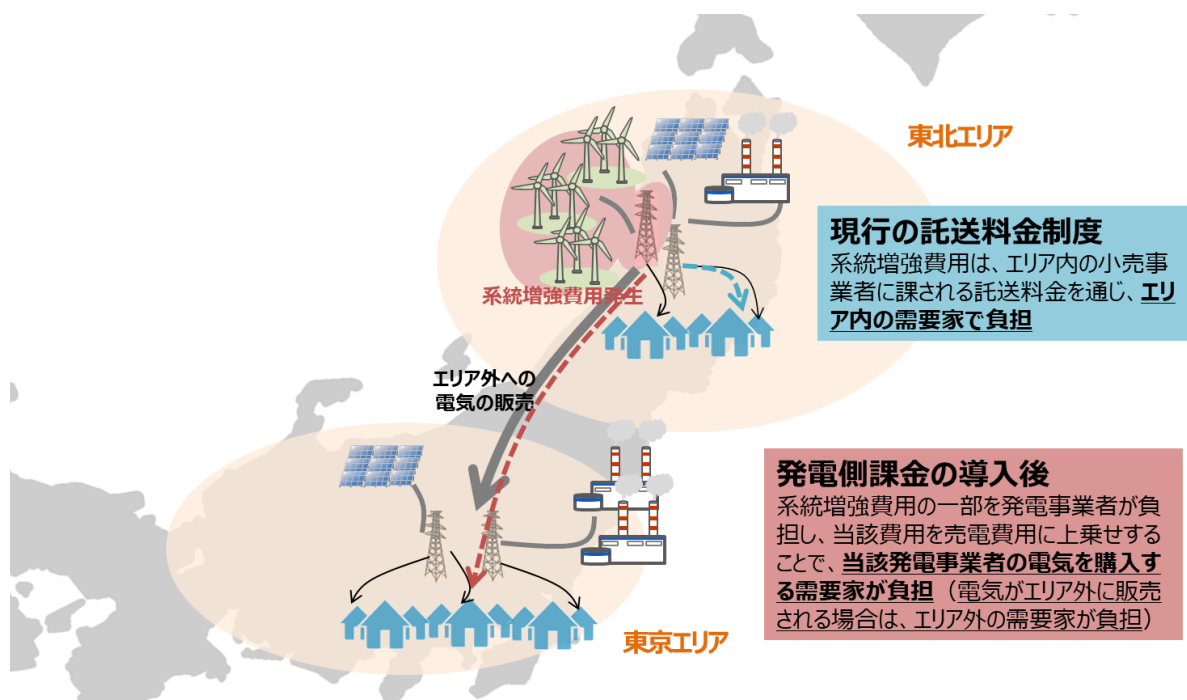 東北エリア
現行の託送料金制度
系統増強費用は、エリア内の小売事
業者に課される託送料金を通じ、エリ
ア内の需要家で負担
系統増強費用発生
エリア外への
電気の販売
発電側課金の導入後
系統増強費用の一部を発電事業者が負
担し、当該費用を売電費用に上乗せする
ことで、当該発電事業者の電気を購入す
る需要家が負担（電気がエリア外に販売
される場合は、エリア外の需要家が負担）
東京エリア